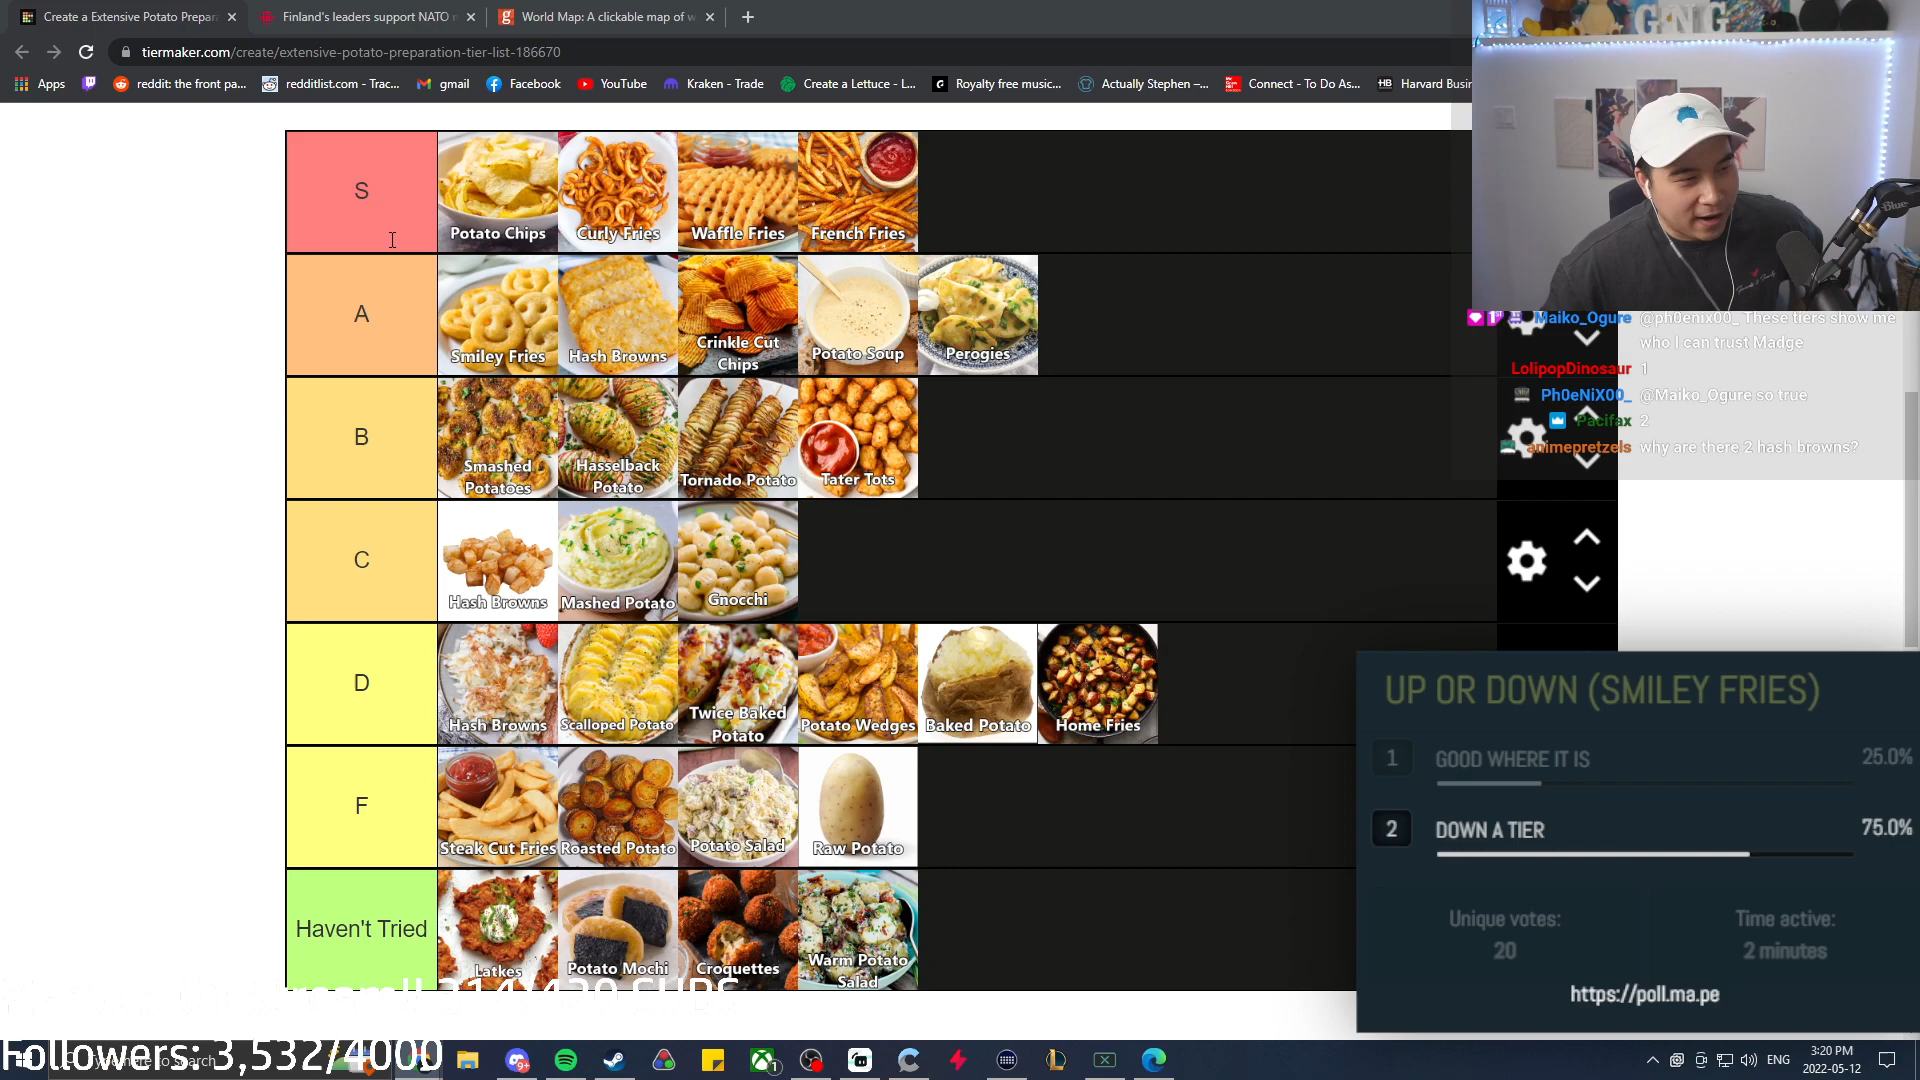 Create a Extensive Potato Prepar
Finland's leaders support NATO
World Map: A clickable map of w
tiermaker.com/create/extensive-potato-preparation-tier-list-186670
Apps
reddit: the front pa...
redditlist.com - Trac...
gmail
Facebook
YouTube
Kraken - Trade
Create a Lettuce - L...
Royalty free music...
Actually Stephen –...
Connect - To Do As...
HB
Harvard Busi
GNG
Blue
S
Potato Chips
Curly Fries
Waffle Fries
French Fries
A
Smiley Fries
Hash Browns
Crinkle Cut Chips
Potato Soup
Perogies
B
Smashed Potatoes
Hasselback Potato
Tornado Potato
Tater Tots
C
Hash Browns
Mashed Potato
Gnocchi
D
Hash Browns
Scalloped Potato
Twice Baked Potato
Potato Wedges
Baked Potato
Home Fries
F
Steak Cut Fries
Roasted Potato
Potato Salad
Raw Potato
Haven't Tried
Latkes
Potato Mochi
Croquettes
Warm Potato Salad
Maiko_Ogure @ph0enix00_ These tiers show me
who I can trust Madge
LolipopDinosaur 1
Ph0eNiX00_ @Maiko_Ogure so true
Pacifax 2
animepretzels why are there 2 hash browns?
UP OR DOWN (SMILEY FRIES)
1 GOOD WHERE IT IS 25.0%
2 DOWN A TIER 75.0%
Unique votes:
20
Time active:
2 minutes
https://poll.ma.pe
Followers: 3,532/4000
ENG
3:20 PM
2022-05-12